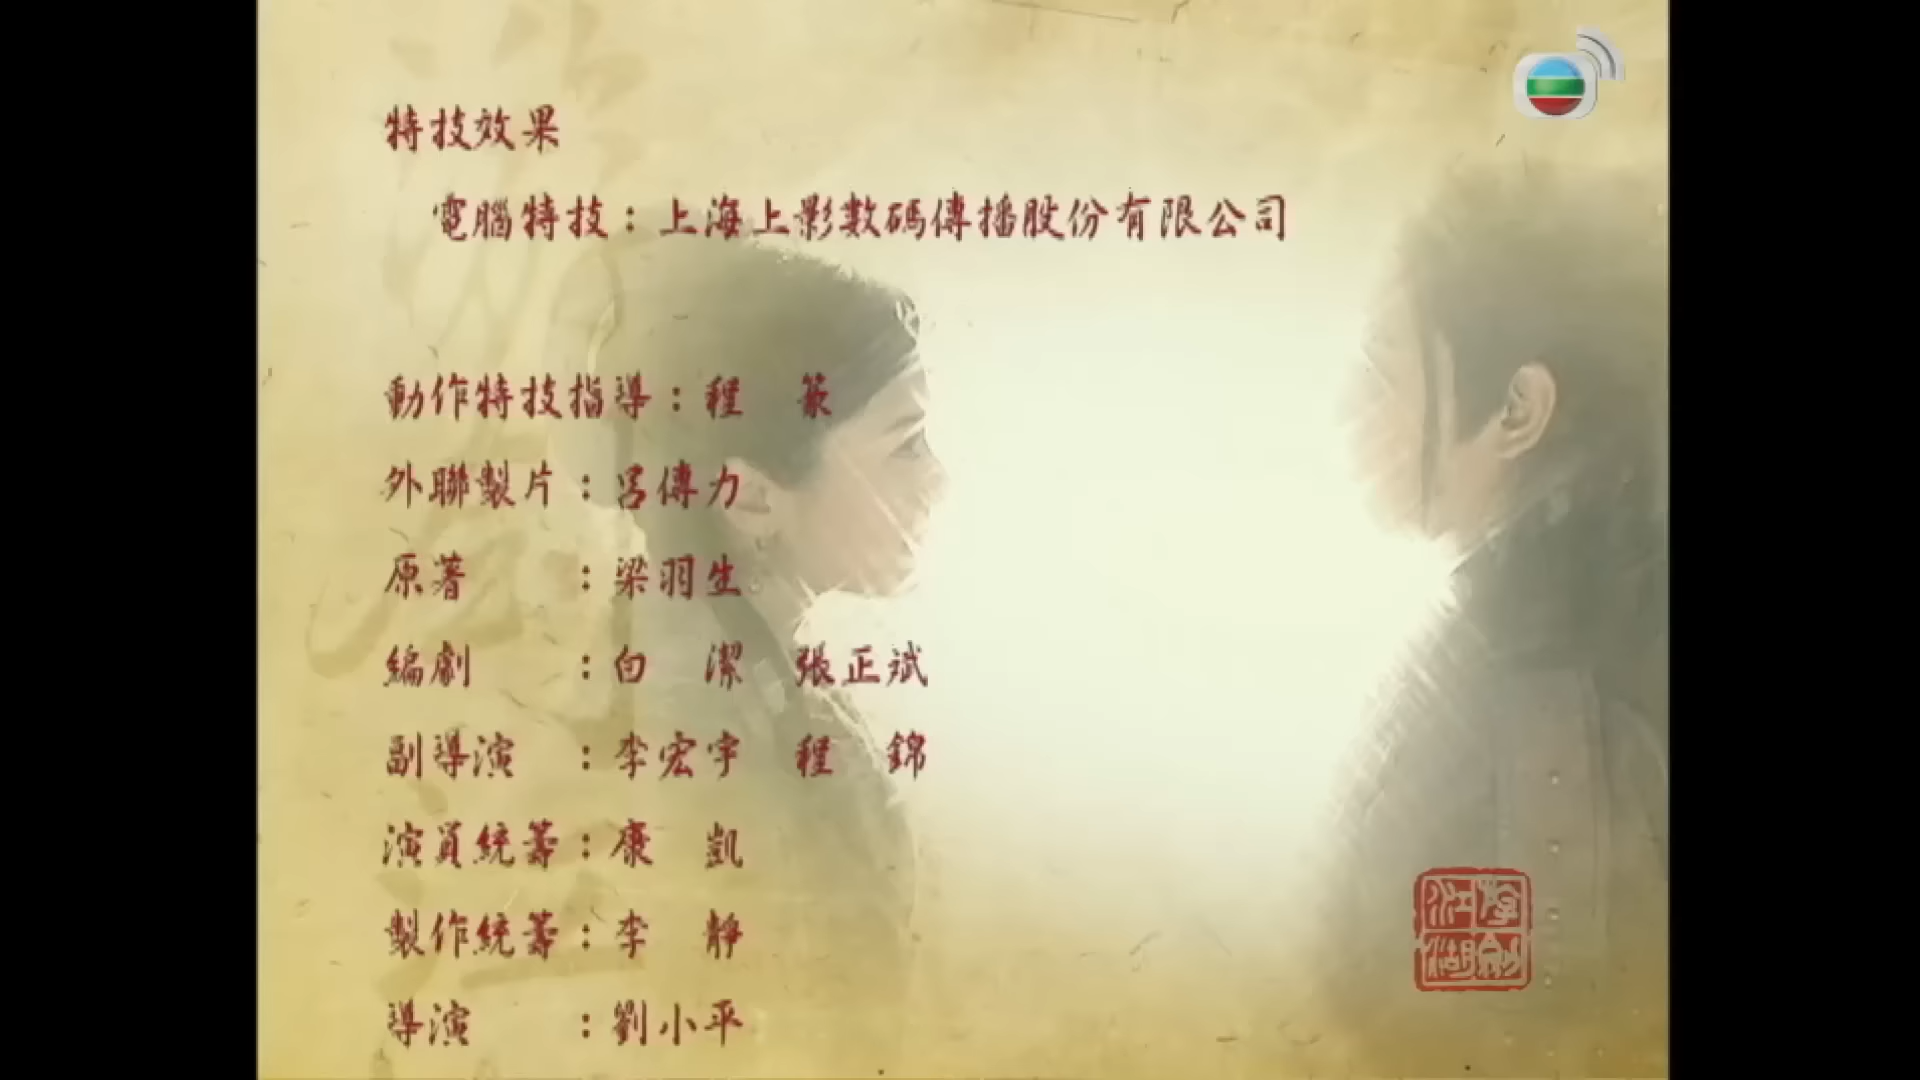 特技效果
電腦特技：上海上影數碼傳播股份有限公司
動作特技指導：程 篆
外聯製片：呂傳力
原著：梁羽生
編劇：白 潔 張正斌
副導演：李宏宇 程 錦
演員統籌：康 凱
製作統籌：李 靜
導演：劉小平